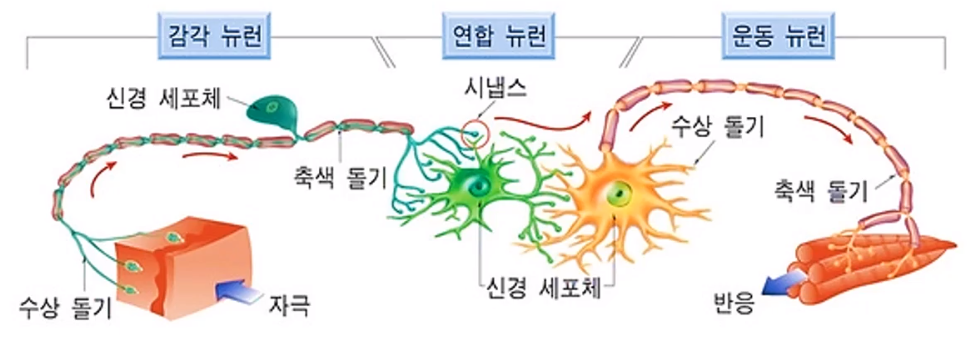 감각 뉴런
연합 뉴런
운동 뉴런
신경 세포체
시냅스
수상 돌기
축색 돌기
축색 돌기
수상 돌기
자극
신경 세포체
반응